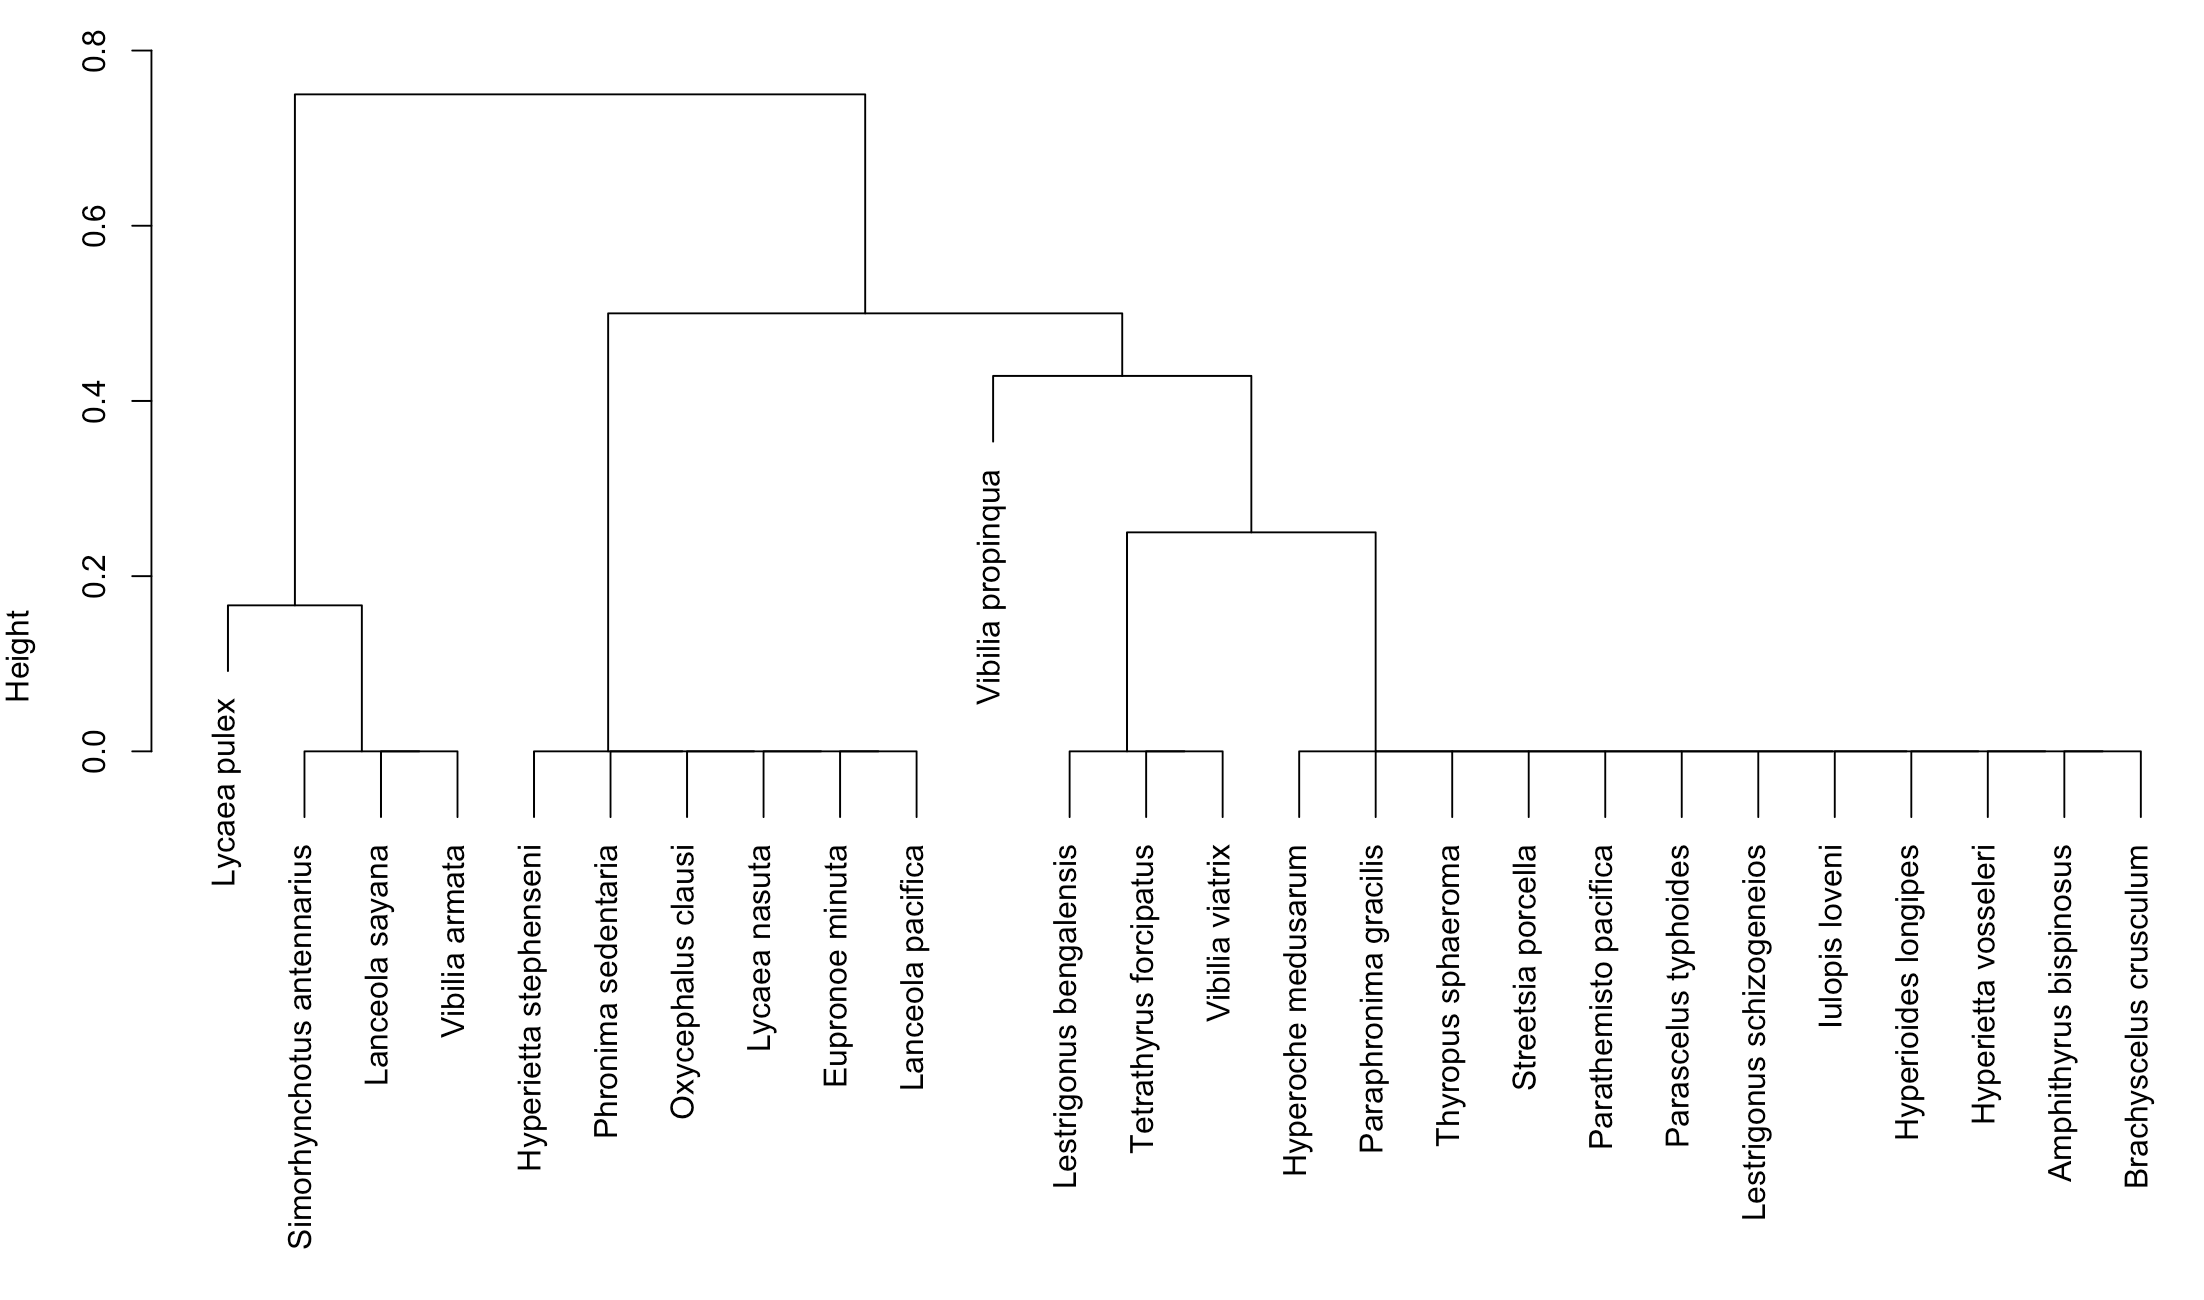 0.8
0.6
0.4
0.2
0.0
Height
Lycaea pulex
Simorhynchotus antennarius
Lanceola sayana
Vibilia armata
Hyperietta stephenseni
Phronima sedentaria
Oxycephalus clausi
Lycaea nasuta
Eupronoe minuta
Lanceola pacifica
Vibilia propinqua
Lestrigonus bengalensis
Tetrathyrus forcipatus
Vibilia viatrix
Hyperoche medusarum
Paraphronima gracilis
Thyropus sphaeroma
Streetsia porcella
Parathemisto pacifica
Parascelus typhoides
Lestrigonus schizogeneios
Iulopis loveni
Hyperioides longipes
Hyperietta vosseleri
Amphithyrus bispinosus
Brachyscelus crusculum